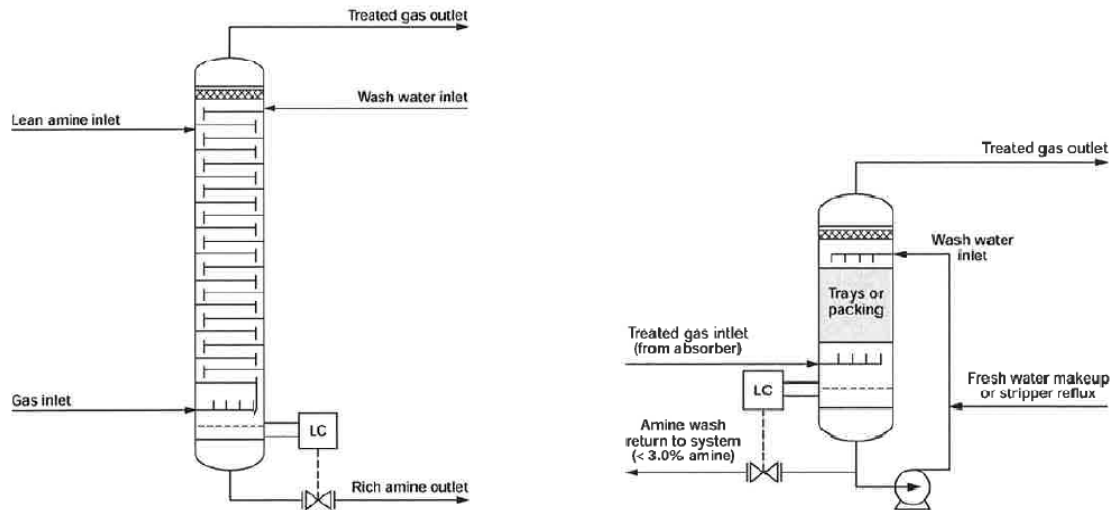 Treated gas outlet
Wash water inlet
Lean amine inlet
Gas inlet
LC
Rich amine outlet
Treated gas outlet
Wash water
inlet
Trays or
packing
Treated gas intlet
(from absorber)
LC
Fresh water makeup
or stripper reflux
Amine wash
return to system
(< 3.0% amine)